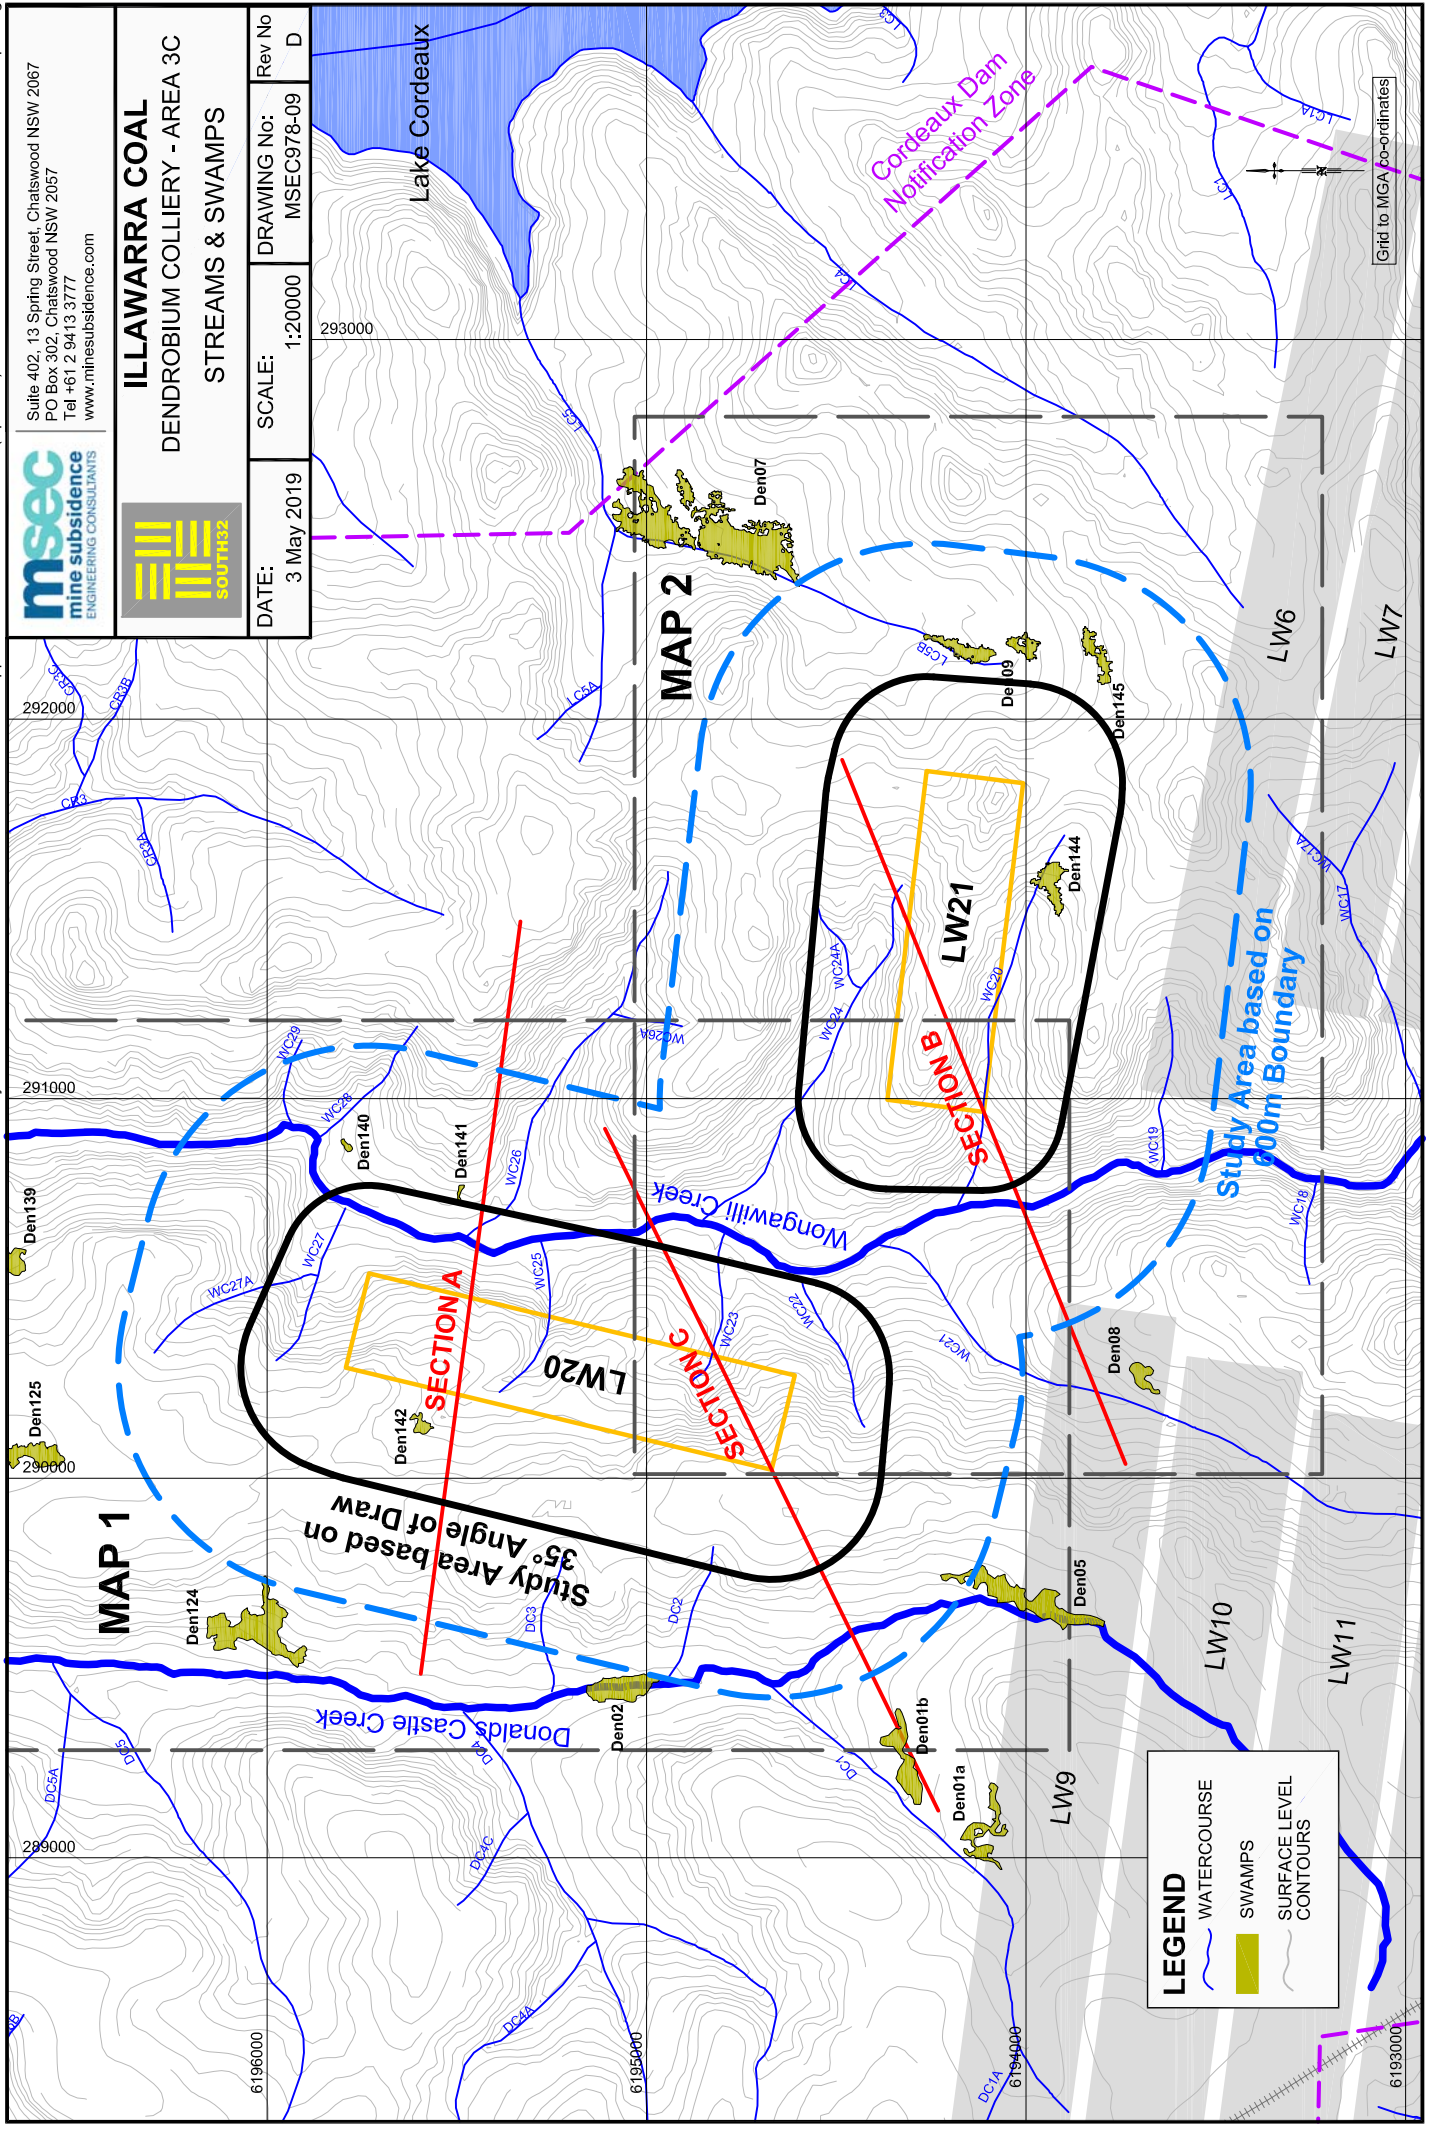 msec
mine subsidence
ENGINEERING CONSULTANTS
Suite 402, 13 Spring Street, Chatswood NSW 2067
PO Box 302, Chatswood NSW 2057
Tel +61 2 9413 3777
www.minesubsidence.com
SOUTH32
ILLAWARRA COAL
DENDROBIUM COLLIERY - AREA 3C
STREAMS & SWAMPS
DATE:
3 May 2019
SCALE:
1:20000
DRAWING No:
MSEC978-09
Rev No
D
Lake Cordeaux
Cordeaux Dam
Notification Zone
LC3
LC1A
LC1
LC4
LC5
LC5A
LC5B
Grid to MGA co-ordinates
N
293000
292000
291000
290000
289000
6196000
6195000
6194000
6193000
CR3C
CR3B
CR3
CR3A
MAP 1
MAP 2
Den07
Den09
Den145
Den144
Den139
Den125
Den140
Den141
Den142
Den124
Den02
Den05
Den08
Den01b
Den01a
LW6
LW7
LW21
LW20
LW9
LW10
LW11
WC29
WC28
WC27
WC27A
WC26
WC26A
WC25
WC24
WC24A
WC23
WC22
WC21
WC20
WC19
WC18
WC17
WC17A
SECTION A
SECTION B
SECTION C
Wongawilli Creek
Donalds Castle Creek
Study Area based on
35° Angle of Draw
Study Area based on
600m Boundary
DC1
DC1A
DC2
DC3
DC4
DC4A
DC4C
DC5
DC5A
LEGEND
WATERCOURSE
SWAMPS
SURFACE LEVEL
CONTOURS